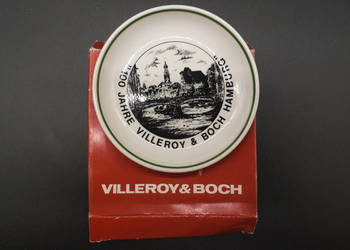 100 JAHRE VILLEROY & BOCH HAMBURG
VILLEROY & BOCH